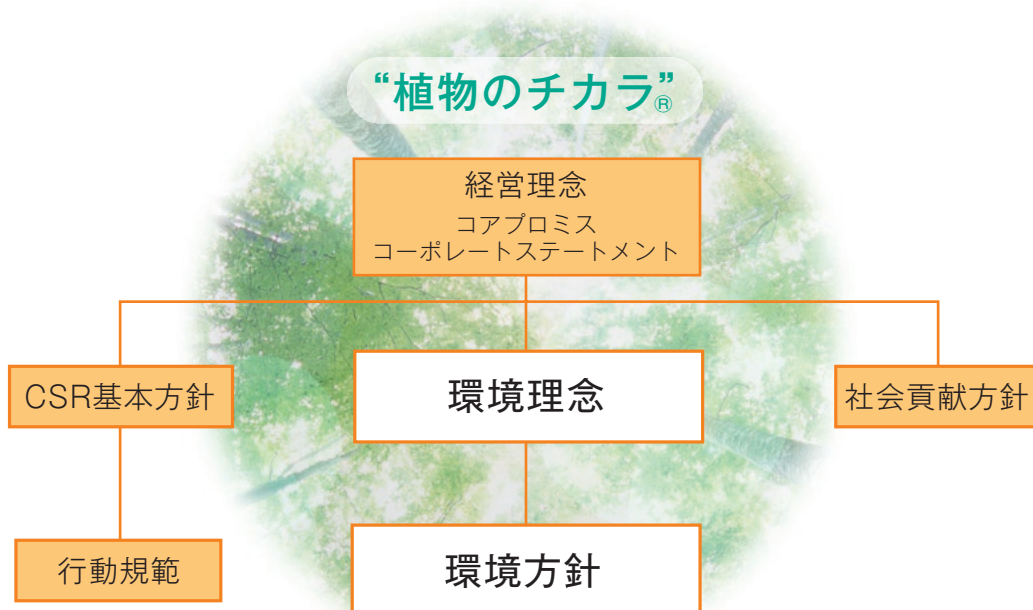 “植物のチカラ”®
経営理念
コアプロミス
コーポレートステートメント
CSR基本方針
環境理念
社会貢献方針
行動規範
環境方針